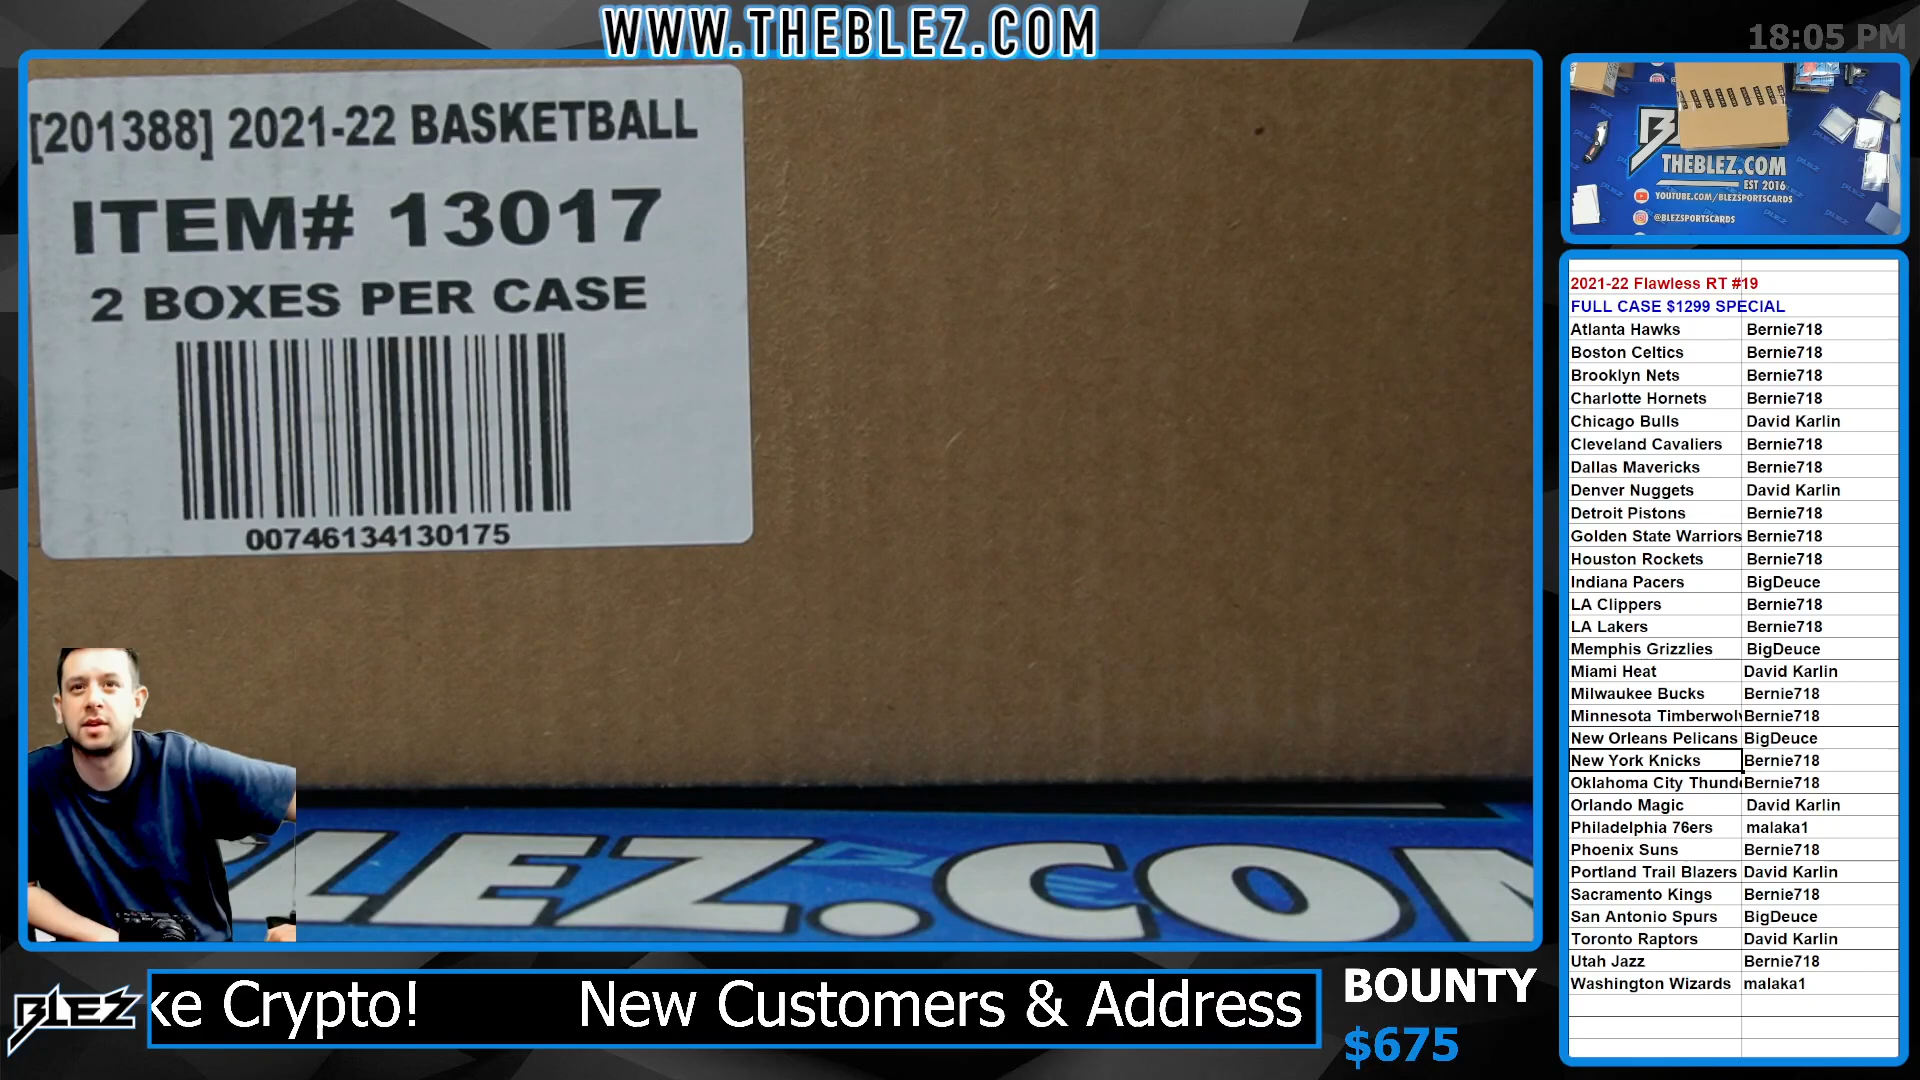 WWW.THEBLEZ.COM
18:05 PM
[201388] 2021-22 BASKETBALL
ITEM# 13017
2 BOXES PER CASE
00746134130175
THEBLEZ.COM
EST 2016
YOUTUBE.COM/BLEZSPORTSCARDS
@BLEZSPORTSCARDS
2021-22 Flawless RT #19
FULL CASE $1299 SPECIAL
Atlanta Hawks Bernie718
Boston Celtics Bernie718
Brooklyn Nets Bernie718
Charlotte Hornets Bernie718
Chicago Bulls David Karlin
Cleveland Cavaliers Bernie718
Dallas Mavericks Bernie718
Denver Nuggets David Karlin
Detroit Pistons Bernie718
Golden State Warriors Bernie718
Houston Rockets Bernie718
Indiana Pacers BigDeuce
LA Clippers Bernie718
LA Lakers Bernie718
Memphis Grizzlies BigDeuce
Miami Heat David Karlin
Milwaukee Bucks Bernie718
Minnesota Timberwolv Bernie718
New Orleans Pelicans BigDeuce
New York Knicks Bernie718
Oklahoma City Thund Bernie718
Orlando Magic David Karlin
Philadelphia 76ers malaka1
Phoenix Suns Bernie718
Portland Trail Blazers David Karlin
Sacramento Kings Bernie718
San Antonio Spurs BigDeuce
Toronto Raptors David Karlin
Utah Jazz Bernie718
Washington Wizards malaka1
LEZ.COM
BLEZ
ke Crypto! New Customers & Address
BOUNTY
$675